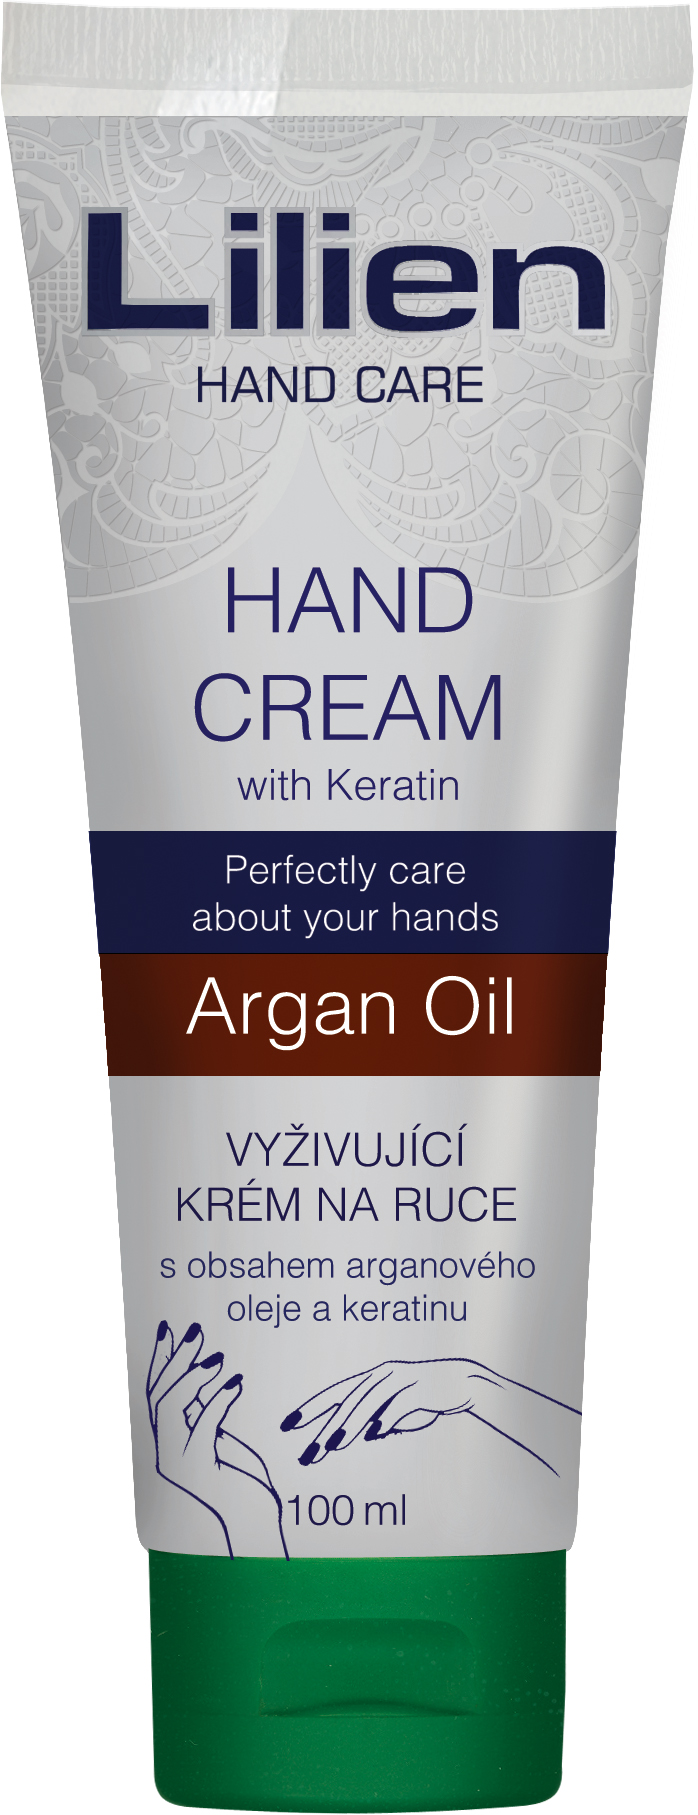 Lilien
HAND CARE
HAND
CREAM
with Keratin
Perfectly care
about your hands
Argan Oil
VYŽIVUJÍCÍ
KRÉM NA RUCE
s obsahem arganového
oleje a keratinu
100 ml